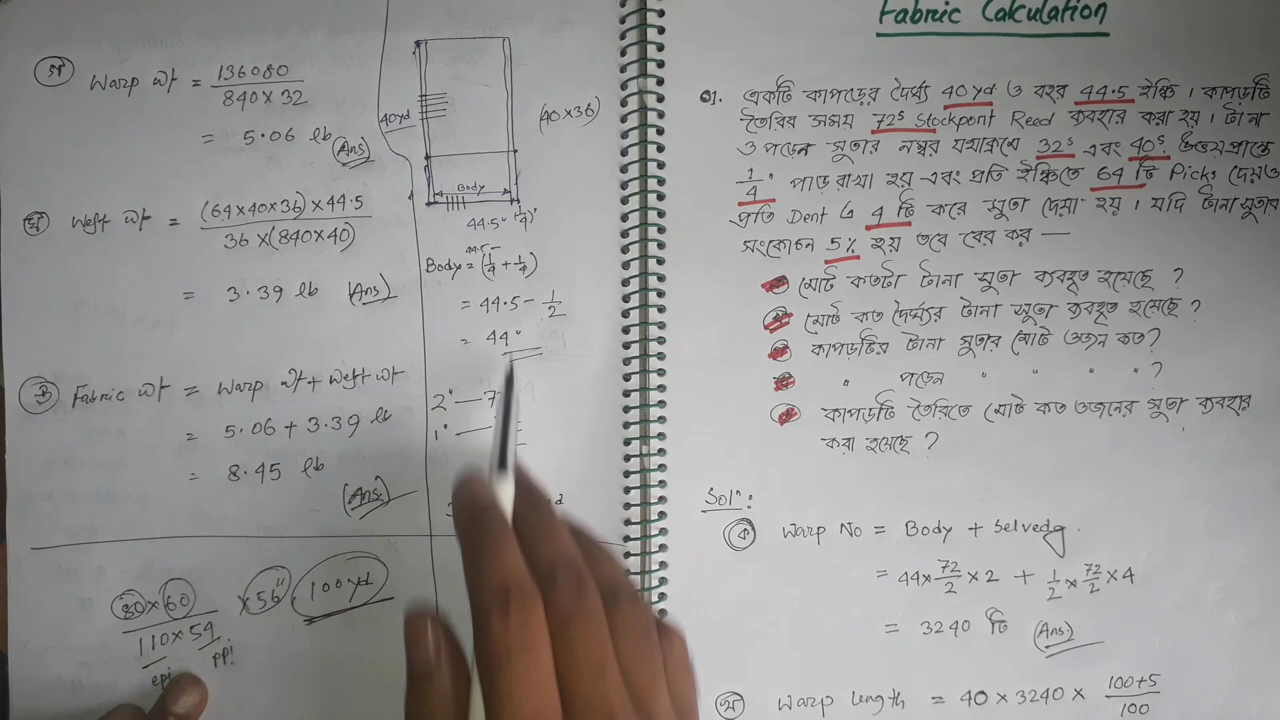 Fabric Calculation
01. একটি কাপড়ের দৈর্ঘ্য 40 yd ও বহর 44.5 ইঞ্চি। কাপড়টি
তৈরির সময় 72s Stockport Reed ব্যবহার করা হয়। টানা
ও পড়েন সুতার নম্বর যথাক্রমে 32s এবং 40s. উভয়প্রান্তে
1/4" পাড় রাখা হয় এবং প্রতি ইঞ্চিতে 64 টি Picks দেয়া ও
প্রতি Dent এ 4 টি করে সুতা দেয়া হয়। যদি টানা সুতার
সংকোচন 5% হয় তবে বের কর —
মোট কতটা টানা সুতা ব্যবহৃত হয়েছে ?
মোট কত দৈর্ঘ্যের টানা সুতা ব্যবহৃত হয়েছে ?
কাপড়টির টানা সুতার মোট ওজন কত?
" পড়েন " " " " ?
কাপড়টি তৈরিতে মোট কত ওজনের সুতা ব্যবহার
করা হয়েছে ?
Soln:
ক Warp No = Body + Selvedg.
= 44 × 72/2 × 2 + 1/2 × 72/2 × 4
= 3240 টি (Ans)
খ Warp Length = 40 × 3240 × (100+5)/100
গ Warp wt = 136080/(840×32)
= 5.06 lb (Ans)
ঘ Weft wt = ((64×40×36)×44.5)/(36×(840×40))
= 3.39 lb (Ans)
ঙ Fabric wt = Warp wt + Weft wt
= 5.06 + 3.39 lb
= 8.45 lb
(Ans)
(80×60)/(110×54) × 56" 100yd
epi ppi
40yd
(40×36)
Body
44.5" (1/4)"
44.5 -
Body = (1/4 + 1/4)
= 44.5 - 1/2
= 44"
2" — 7
1" —